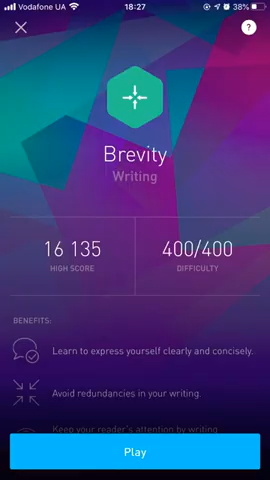 Vodafone UA 18:27 38%
?
Brevity
Writing
16 135 400/400
HIGH SCORE DIFFICULTY
BENEFITS:
Learn to express yourself clearly and concisely.
Avoid redundancies in your writing.
Keep your reader's attention by writing
Play